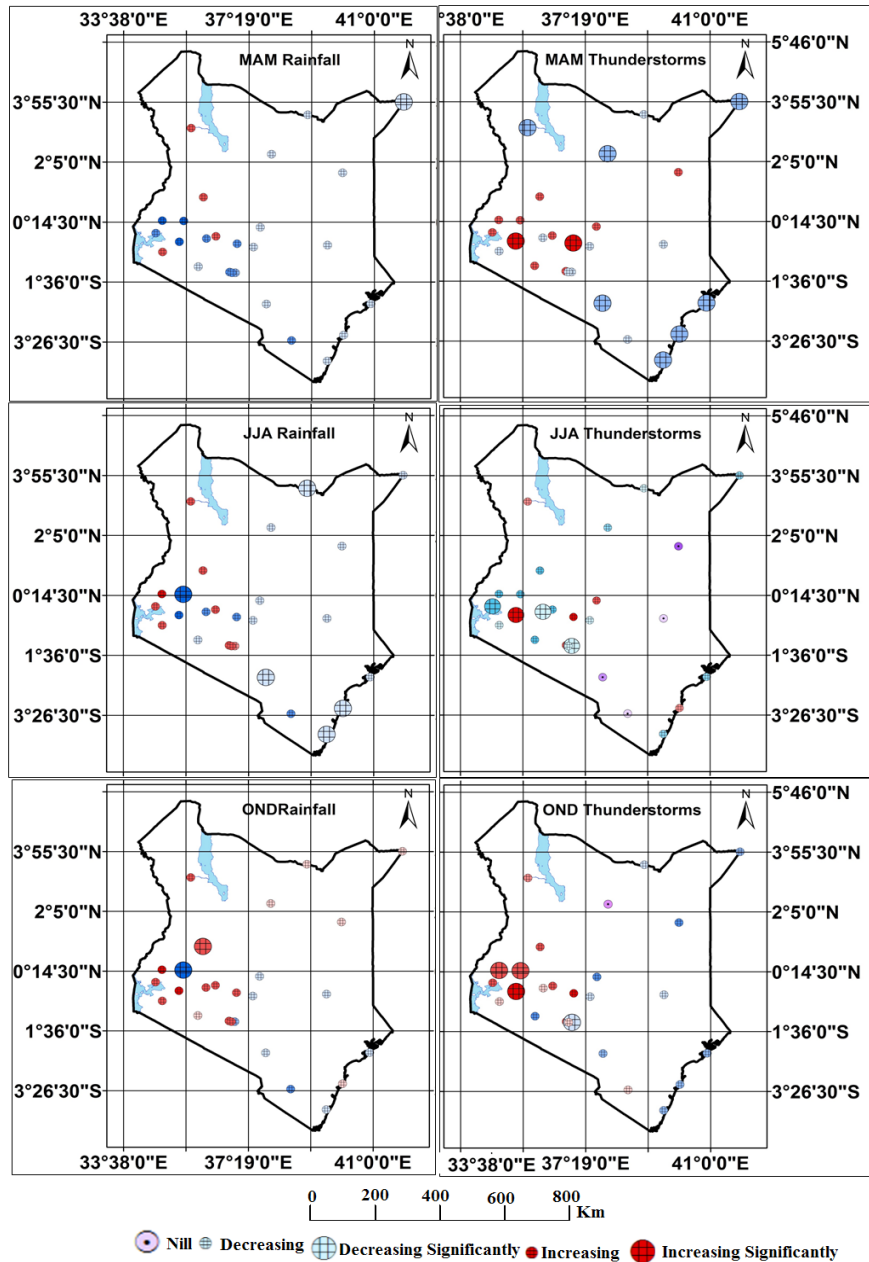 33°38'0"E 37°19'0"E 41°0'0"E 33°38'0"E 37°19'0"E 41°0'0"E
MAM Rainfall
N
MAM Thunderstorms
N
5°46'0"N
3°55'30"N 3°55'30"N
2°5'0"N 2°5'0"N
0°14'30"N 0°14'30"N
1°36'0"S 1°36'0"S
3°26'30"S 3°26'30"S
JJA Rainfall
N
JJA Thunderstorms
N
5°46'0"N
3°55'30"N 3°55'30"N
2°5'0"N 2°5'0"N
0°14'30"N 0°14'30"N
1°36'0"S 1°36'0"S
3°26'30"S 3°26'30"S
ONDRainfall
N
OND Thunderstorms
N
5°46'0"N
3°55'30"N 3°55'30"N
2°5'0"N 2°5'0"N
0°14'30"N 0°14'30"N
1°36'0"S 1°36'0"S
3°26'30"S 3°26'30"S
33°38'0"E 37°19'0"E 41°0'0"E 33°38'0"E 37°19'0"E 41°0'0"E
0 200 400 600 800
Km
Nill Decreasing Decreasing Significantly Increasing Increasing Significantly